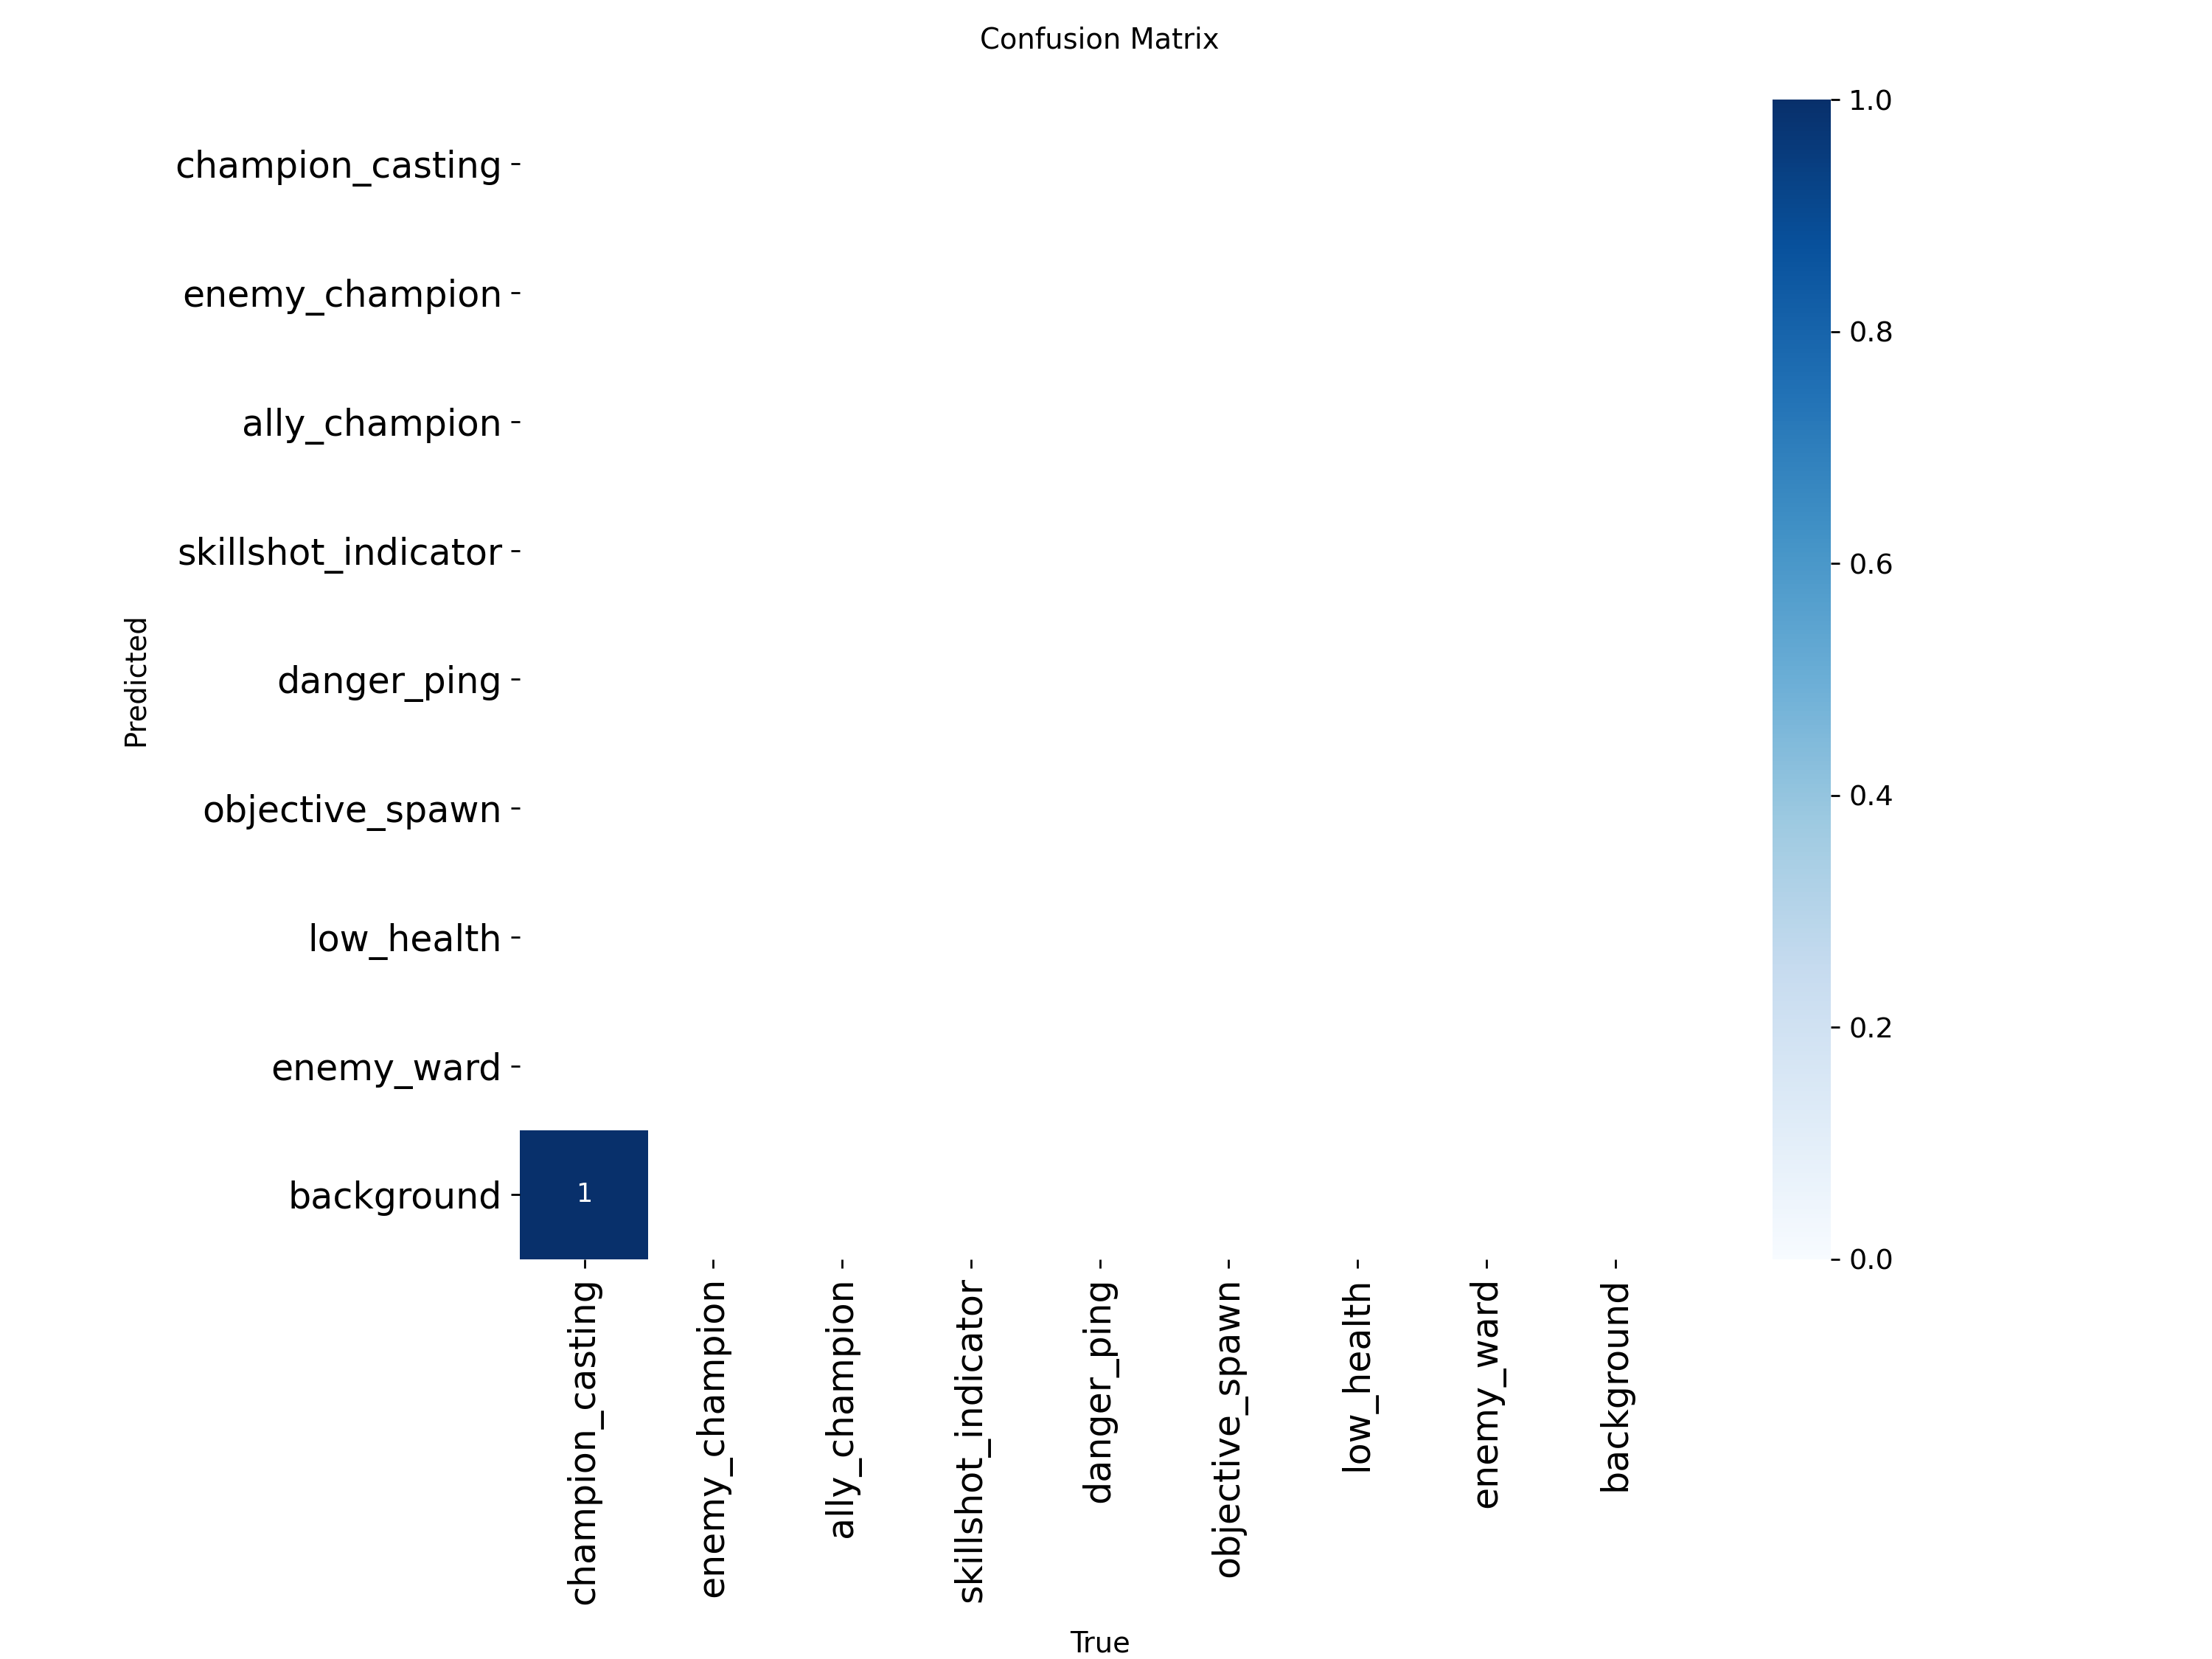 Confusion Matrix
champion_casting
enemy_champion
ally_champion
skillshot_indicator
danger_ping
objective_spawn
low_health
enemy_ward
background
Predicted
1
champion_casting
enemy_champion
ally_champion
skillshot_indicator
danger_ping
objective_spawn
low_health
enemy_ward
background
True
1.0
0.8
0.6
0.4
0.2
0.0